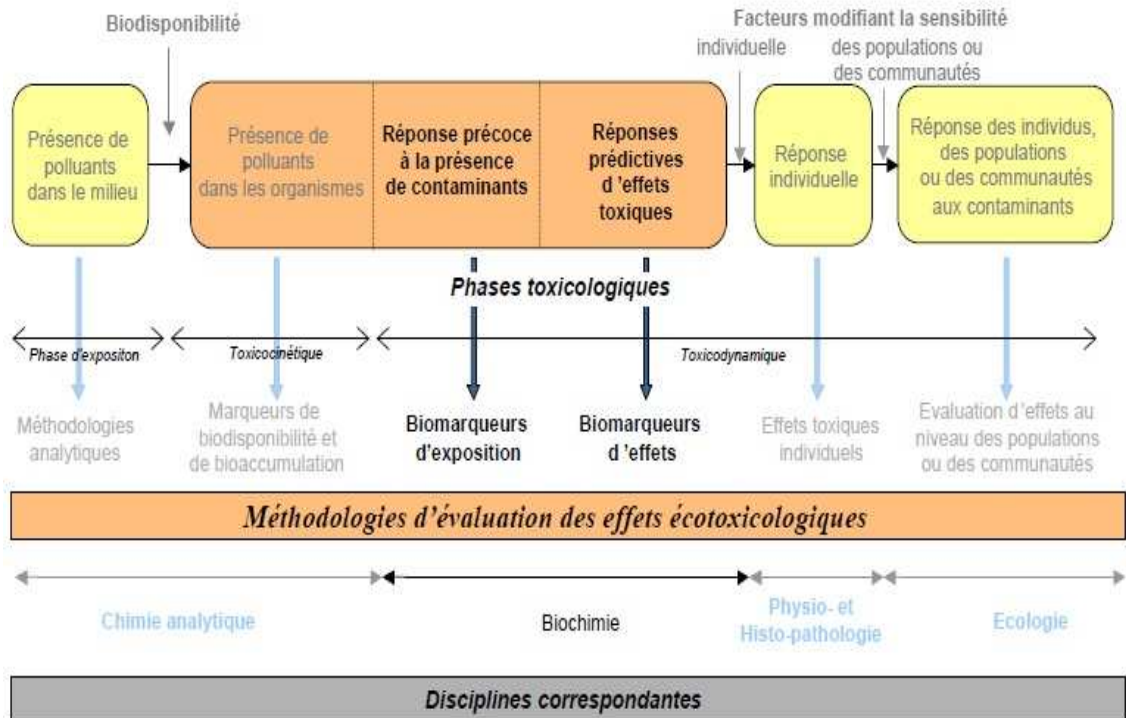 Biodisponibilité
Facteurs modifiant la sensibilité
individuelle
des populations ou
des communautés
Présence de
polluants
dans le milieu
Présence de
polluants
dans les organismes
Réponse précoce
à la présence
de contaminants
Réponses
prédictives
d 'effets
toxiques
Réponse
individuelle
Réponse des individus,
des populations
ou des communautés
aux contaminants
Phases toxicologiques
Phase d'expositon
Toxicocinétique
Toxicodynamique
Méthodologies
analytiques
Marqueurs de
biodisponibilité et
de bioaccumulation
Biomarqueurs
d'exposition
Biomarqueurs
d 'effets
Effets toxiques
individuels
Evaluation d 'effets au
niveau des populations
ou des communautés
Méthodologies d'évaluation des effets écotoxicologiques
Chimie analytique
Biochimie
Physio- et
Histo-pathologie
Ecologie
Disciplines correspondantes